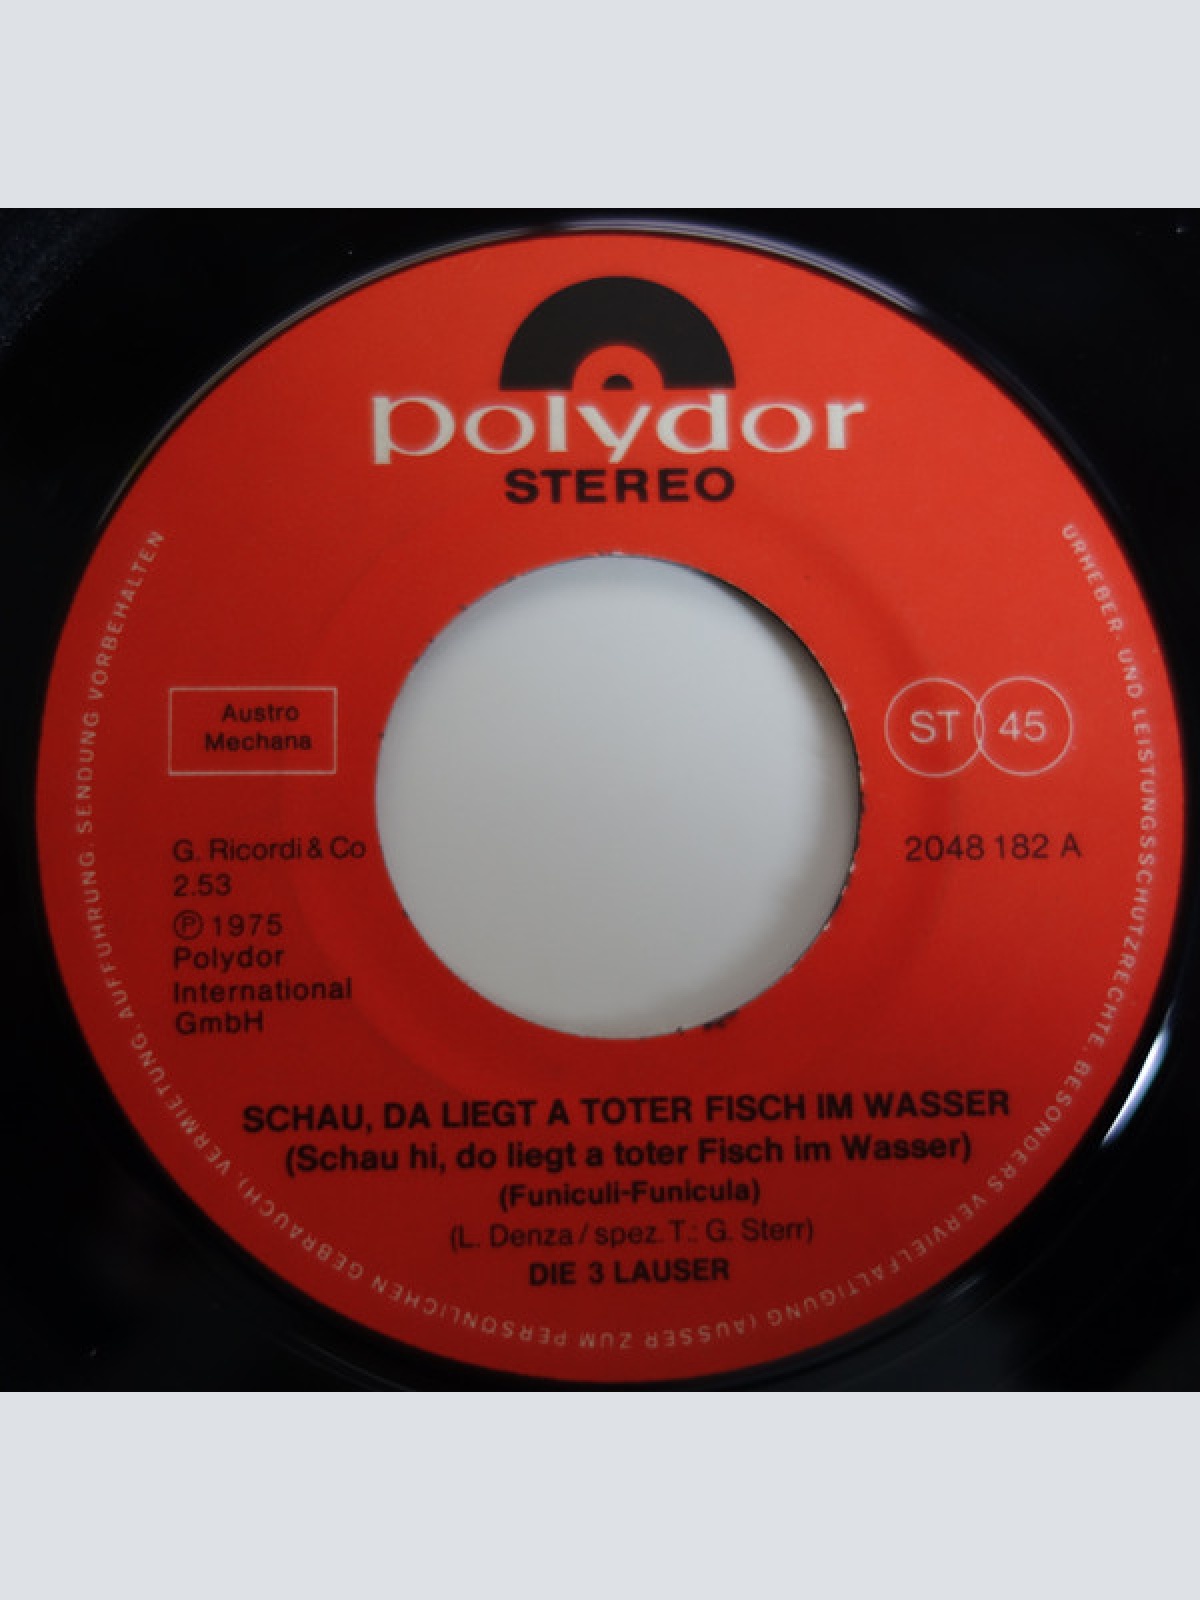 polydor
STEREO
Austro
Mechana
ST 45
G. Ricordi & Co
2.53
℗ 1975
Polydor
International
GmbH
2048 182 A
SCHAU, DA LIEGT A TOTER FISCH IM WASSER
(Schau hi, do liegt a toter Fisch im Wasser)
(Funiculi-Funicula)
(L. Denza / spez. T.: G. Sterr)
DIE 3 LAUSER
URHEBER- UND LEISTUNGSSCHUTZRECHTE, BESONDERS VERVIELFÄLTIGUNG (AUSSER ZUM PERSÖNLICHEN GEBRAUCH), VERMIETUNG, AUFFÜHRUNG, SENDUNG VORBEHALTEN